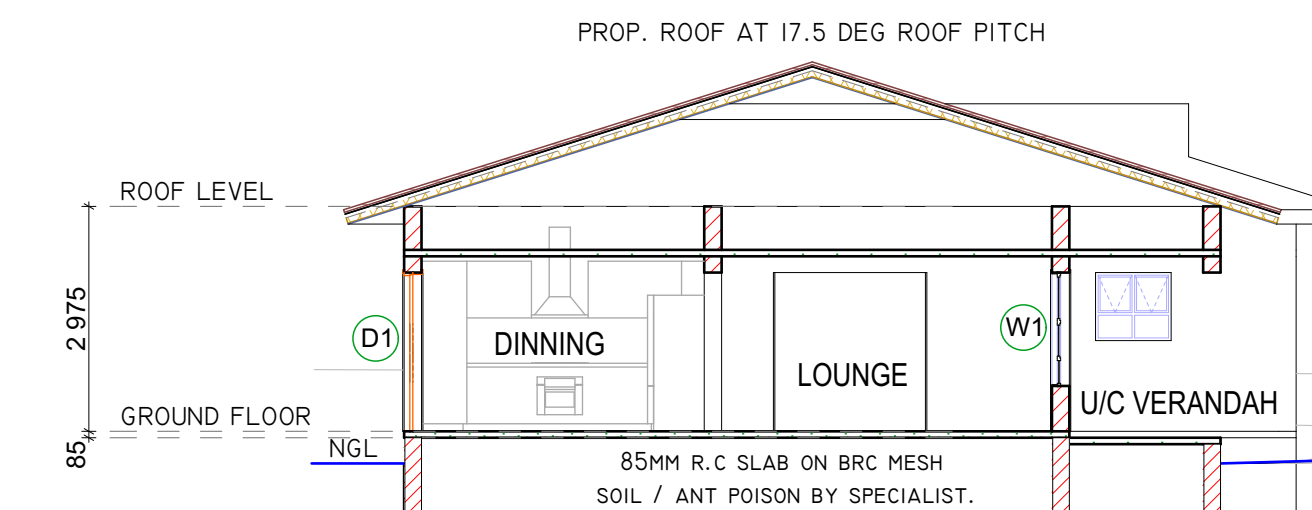 PROP. ROOF AT 17.5 DEG ROOF PITCH
ROOF LEVEL
2 975
D1
DINNING
LOUNGE
W1
U/C VERANDAH
GROUND FLOOR
85
NGL
85MM R.C SLAB ON BRC MESH
SOIL / ANT POISON BY SPECIALIST.